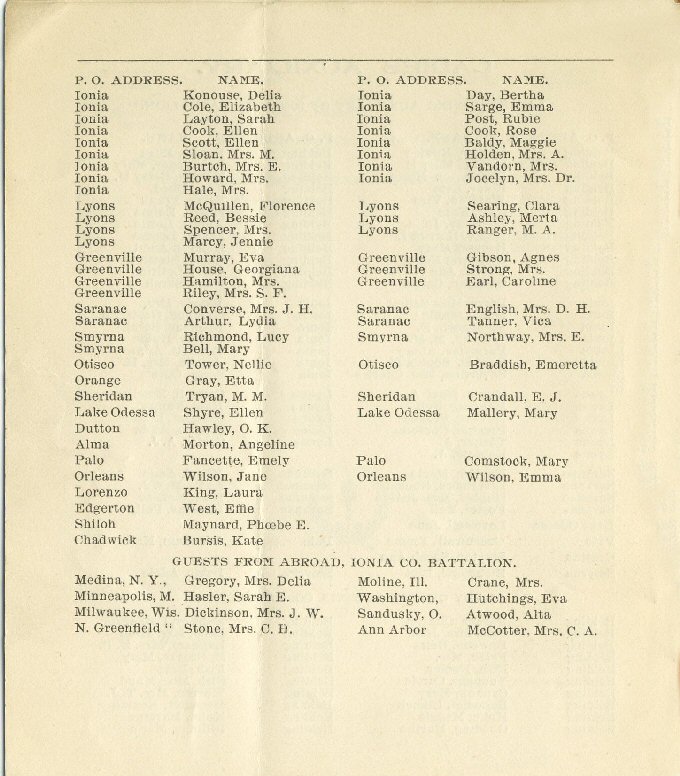 P. O. ADDRESS. NAME. P. O. ADDRESS. NAME.
Ionia Konouse, Delia Ionia Day, Bertha
Ionia Cole, Elizabeth Ionia Sarge, Emma
Ionia Layton, Sarah Ionia Post, Rubie
Ionia Cook, Ellen Ionia Cook, Rose
Ionia Scott, Ellen Ionia Baldy, Maggie
Ionia Sloan, Mrs. M. Ionia Holden, Mrs. A.
Ionia Burtch, Mrs. E. Ionia Vandorn, Mrs.
Ionia Howard, Mrs. Ionia Jocelyn, Mrs. Dr.
Ionia Hale, Mrs.
Lyons McQuillen, Florence Lyons Searing, Clara
Lyons Reed, Bessie Lyons Ashley, Merta
Lyons Spencer, Mrs. Lyons Ranger, M. A.
Lyons Marcy, Jennie
Greenville Murray, Eva Greenville Gibson, Agnes
Greenville House, Georgiana Greenville Strong, Mrs.
Greenville Hamilton, Mrs. Greenville Earl, Caroline
Greenville Riley, Mrs. S. F.
Saranac Converse, Mrs. J. H. Saranac English, Mrs. D. H.
Saranac Arthur, Lydia Saranac Tanner, Vica
Smyrna Richmond, Lucy Smyrna Northway, Mrs. E.
Smyrna Bell, Mary
Otisco Tower, Nellie Otisco Braddish, Emeretta
Orange Gray, Etta
Sheridan Tryan, M. M. Sheridan Crandall. E. J.
Lake Odessa Shyre, Ellen Lake Odessa Mallery, Mary
Dutton Hawley, O. K.
Alma Morton, Angeline
Palo Fancette, Emely Palo Comstock, Mary
Orleans Wilson, Jane Orleans Wilson, Emma
Lorenzo King, Laura
Edgerton West, Effie
Shiloh Maynard, Phœbe E.
Chadwick Bursis, Kate
GUESTS FROM ABROAD, IONIA CO. BATTALION.
Medina, N. Y., Gregory, Mrs. Delia Moline, Ill. Crane, Mrs.
Minneapolis, M. Hasler, Sarah E. Washington, Hutchings, Eva
Milwaukee, Wis. Dickinson, Mrs. J. W. Sandusky, O. Atwood, Alta
N. Greenfield “ Stone, Mrs. C. B. Ann Arbor McCotter, Mrs. C. A.